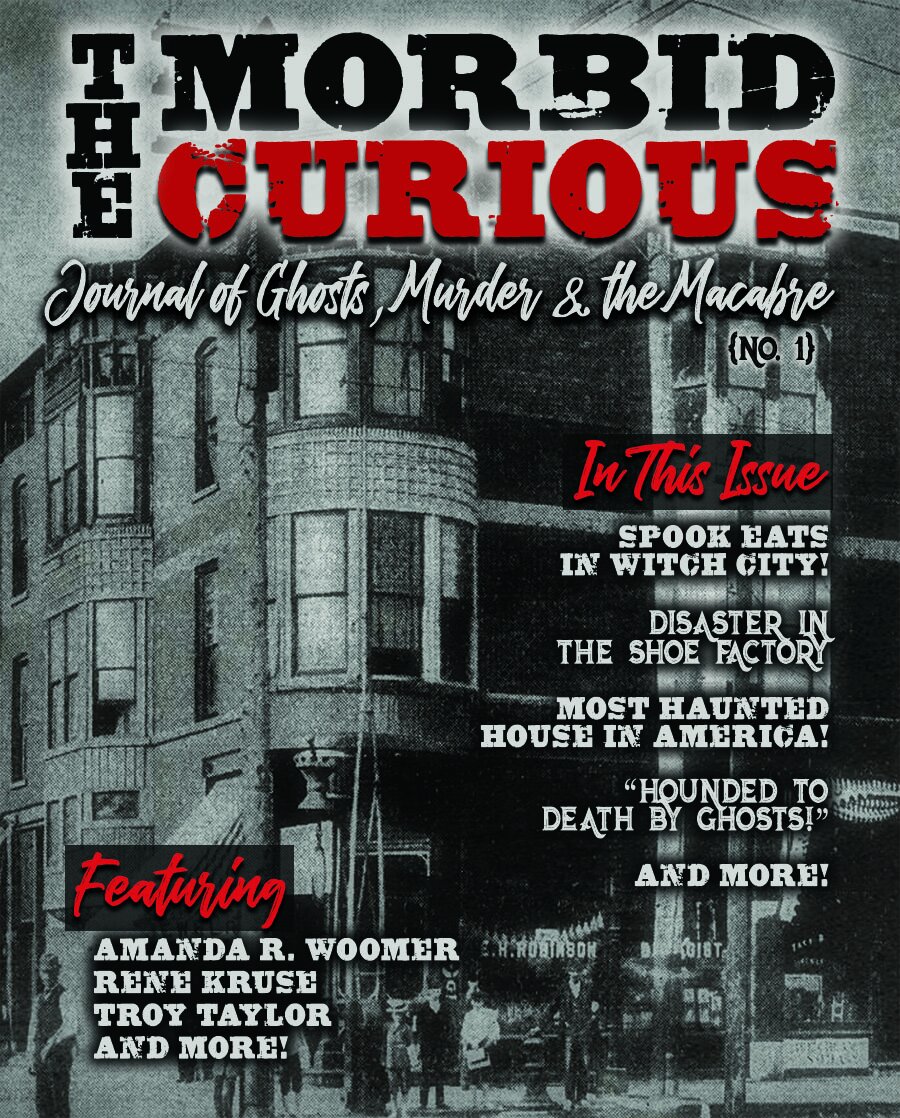 THE MORBID
CURIOUS
Journal of Ghosts, Murder & the Macabre
{NO. 1}
In This Issue
SPOOK EATS
IN WITCH CITY!
DISASTER IN
THE SHOE FACTORY
MOST HAUNTED
HOUSE IN AMERICA!
“HOUNDED TO
DEATH BY GHOSTS!”
AND MORE!
Featuring
AMANDA R. WOOMER
RENE KRUSE
TROY TAYLOR
AND MORE!
E.H. ROBINSON